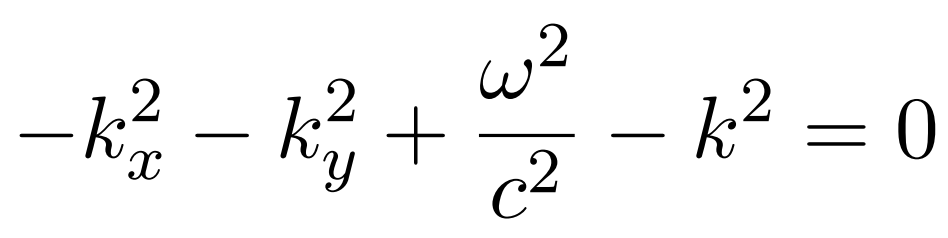 $-k_x^2 - k_y^2 + \frac{\omega^2}{c^2} - k^2 = 0$